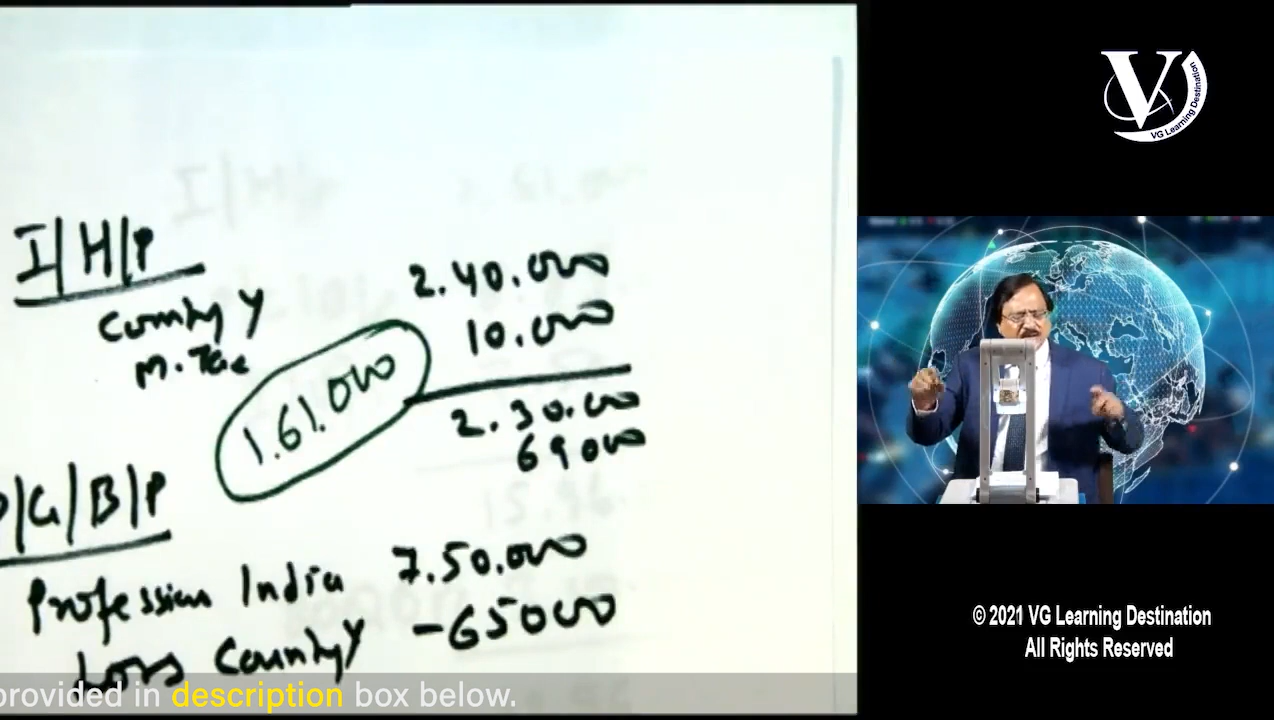 I/H/P
Country Y 2.40.000
M. Tax 10.000
1.61.000
2.30.000
69000
/G/B/P
Profession India 7.50.000
Loss Country Y -65000
provided in description box below.
V
VG Learning Destination
© 2021 VG Learning Destination
All Rights Reserved